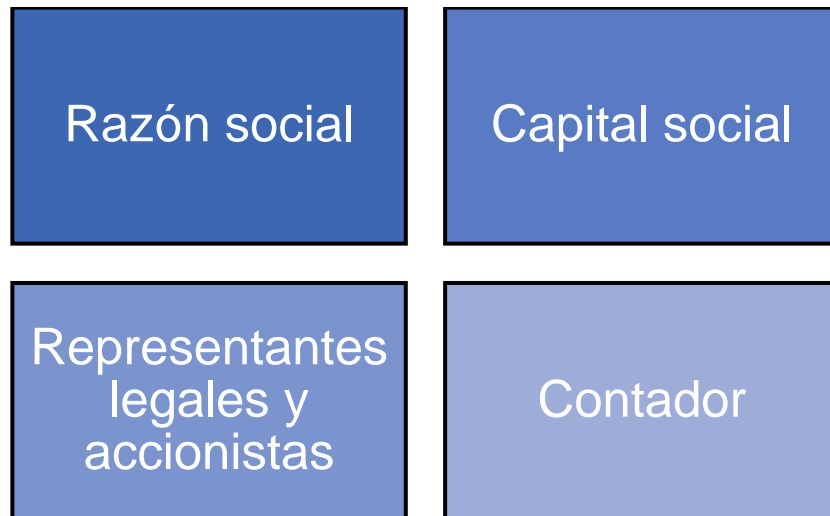 Razón social
Capital social
Representantes
legales y
accionistas
Contador